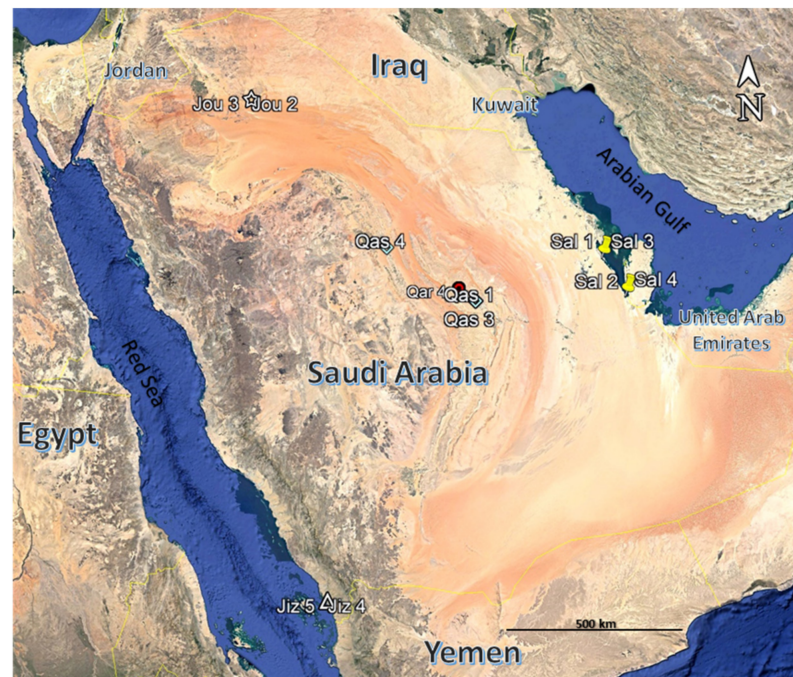 Iraq
Jordan
Jou 3
Jou 2
Kuwait
N
Arabian Gulf
Qas 4
Sal 1
Sal 3
Sal 2
Sal 4
Qar 4
Qas 1
Qas 3
United Arab
Emirates
Red Sea
Saudi Arabia
Egypt
Jiz 5
Jiz 4
500 km
Yemen